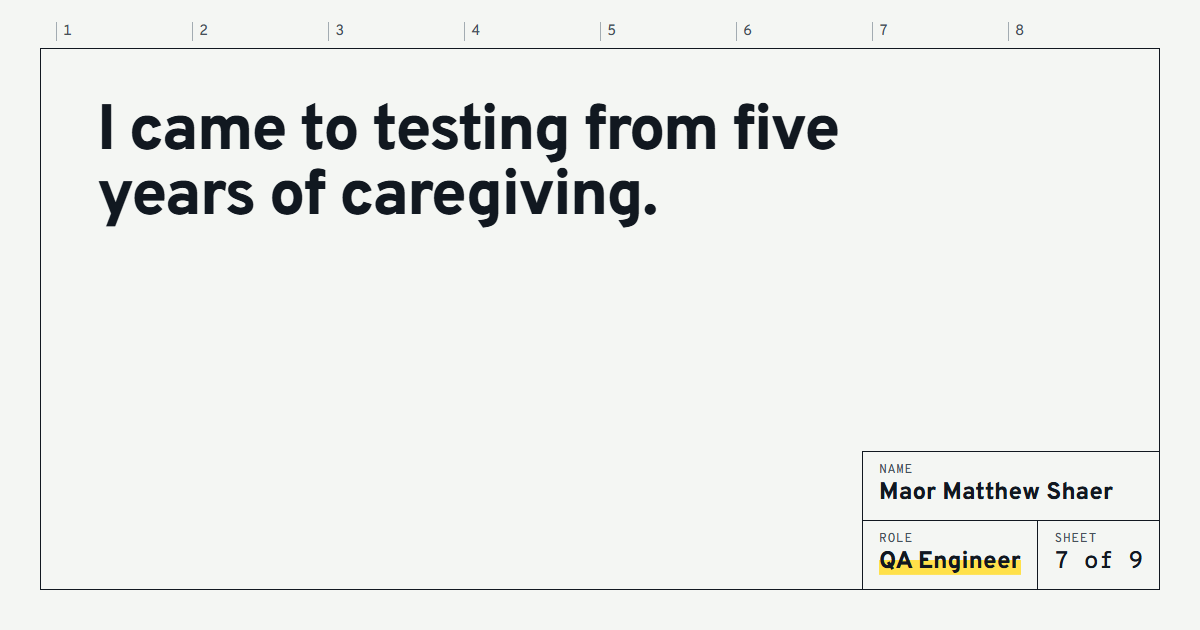 1 2 3 4 5 6 7 8
I came to testing from five
years of caregiving.
NAME
Maor Matthew Shaer
ROLE
QA Engineer
SHEET
7 of 9